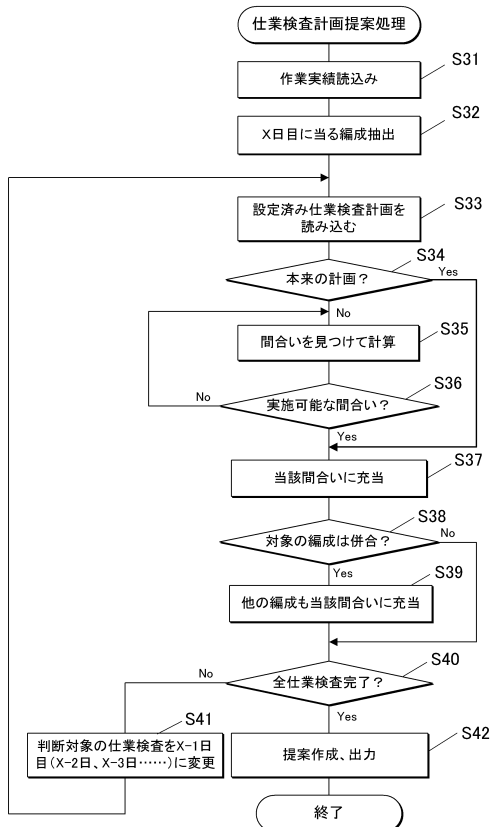 仕業検査計画提案処理
S31
作業実績読込み
S32
X日目に当る編成抽出
S33
設定済み仕業検査計画を
読み込む
S34
本来の計画？
Yes
No
S35
間合いを見つけて計算
S36
No
実施可能な間合い？
Yes
S37
当該間合いに充当
S38
対象の編成は併合？
No
Yes
S39
他の編成も当該間合いに充当
S40
No
全仕業検査完了？
Yes
S41
判断対象の仕業検査をX-1日
目（X-2日、X-3日……）に変更
S42
提案作成、出力
終了